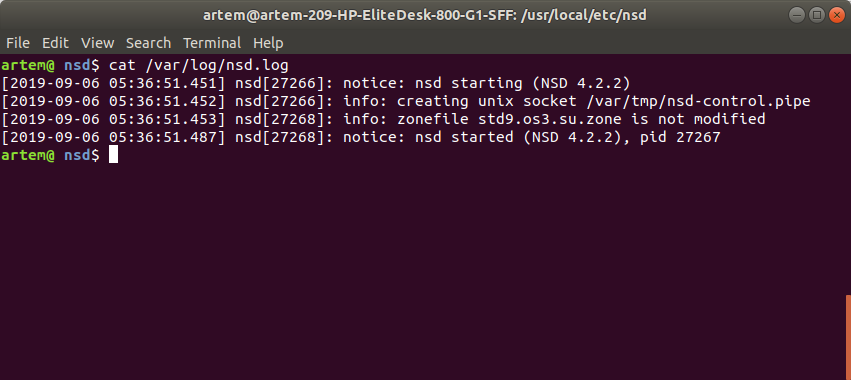 artem@artem-209-HP-EliteDesk-800-G1-SFF: /usr/local/etc/nsd
File Edit View Search Terminal Help
artem@ nsd$ cat /var/log/nsd.log
[2019-09-06 05:36:51.451] nsd[27266]: notice: nsd starting (NSD 4.2.2)
[2019-09-06 05:36:51.452] nsd[27266]: info: creating unix socket /var/tmp/nsd-control.pipe
[2019-09-06 05:36:51.453] nsd[27268]: info: zonefile std9.os3.su.zone is not modified
[2019-09-06 05:36:51.487] nsd[27268]: notice: nsd started (NSD 4.2.2), pid 27267
artem@ nsd$